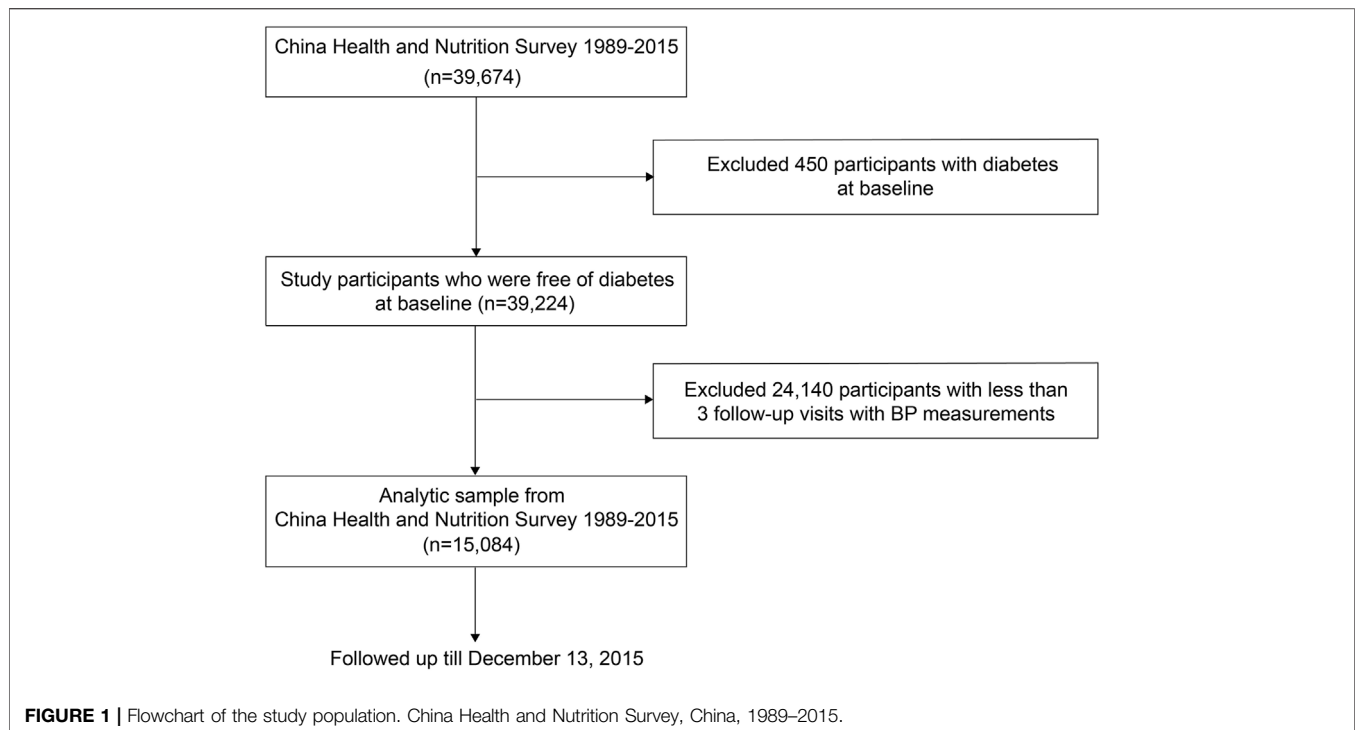 China Health and Nutrition Survey 1989-2015
(n=39,674)
Excluded 450 participants with diabetes
at baseline
Study participants who were free of diabetes
at baseline (n=39,224)
Excluded 24,140 participants with less than
3 follow-up visits with BP measurements
Analytic sample from
China Health and Nutrition Survey 1989-2015
(n=15,084)
Followed up till December 13, 2015
FIGURE 1 | Flowchart of the study population. China Health and Nutrition Survey, China, 1989–2015.